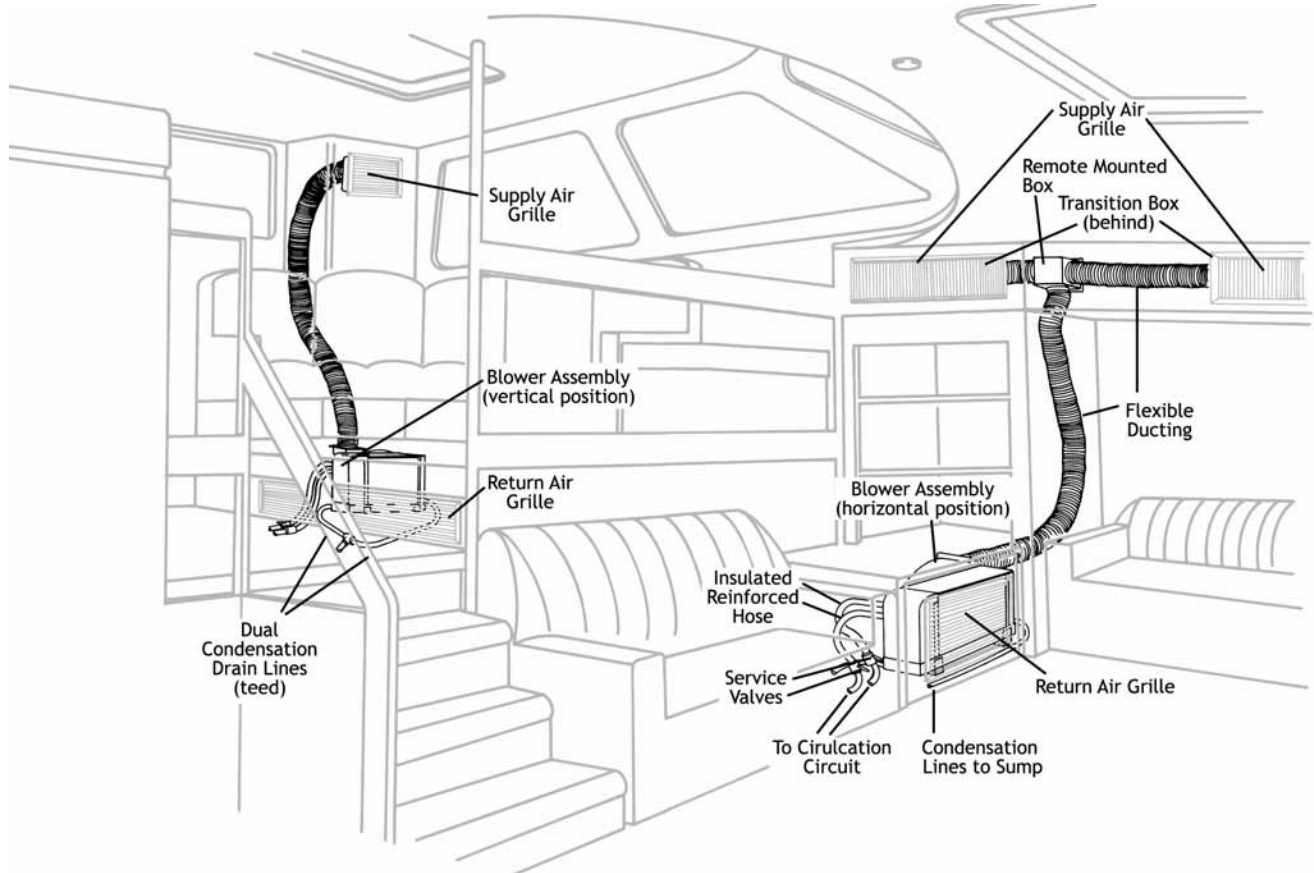 Supply Air
Grille
Remote Mounted
Box
Transition Box
(behind)
Supply Air
Grille
Blower Assembly
(vertical position)
Flexible
Ducting
Return Air
Grille
Blower Assembly
(horizontal position)
Insulated
Reinforced
Hose
Dual
Condensation
Drain Lines
(teed)
Service
Valves
Return Air Grille
To Cirulcation
Circuit
Condensation
Lines to Sump